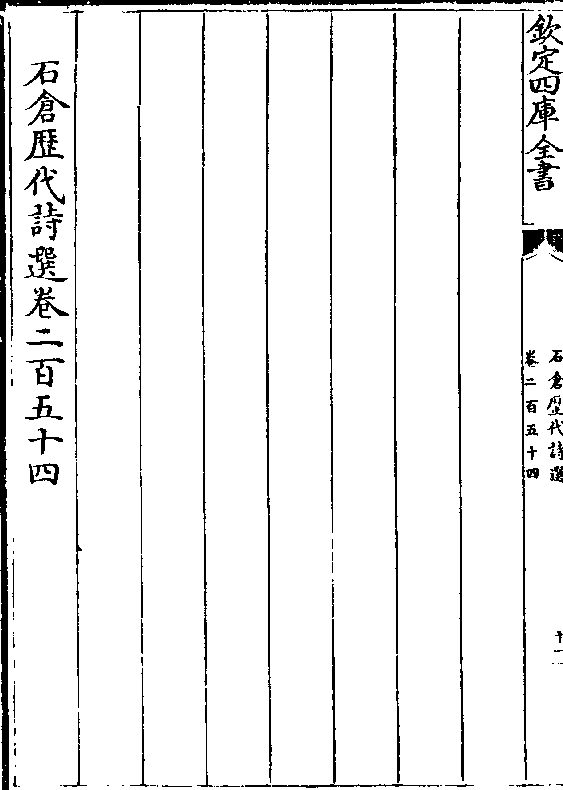 欽定四庫全書
石倉歷代詩選
卷二百五十四
十一
石倉歴代詩選卷二百五十四